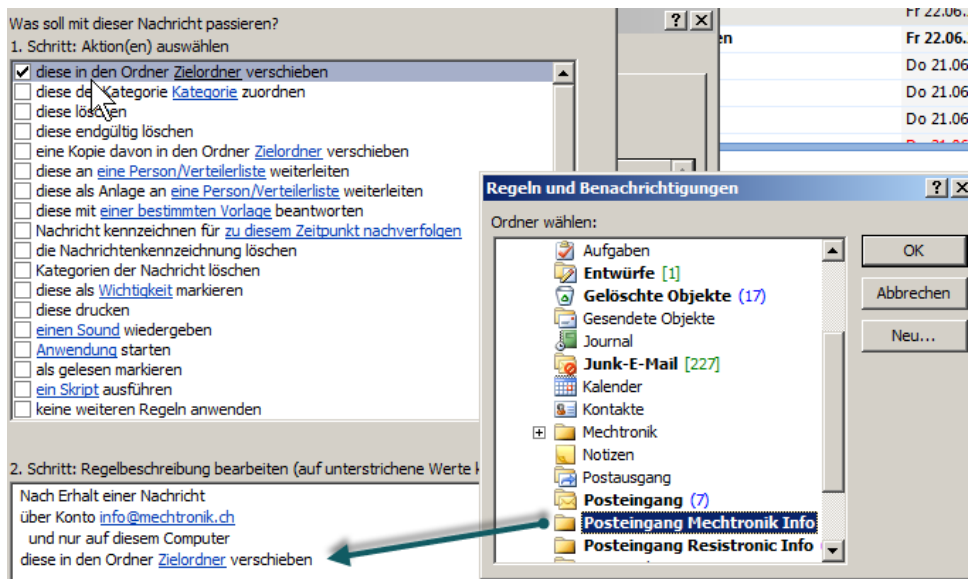 Was soll mit dieser Nachricht passieren?
1. Schritt: Aktion(en) auswählen
diese in den Ordner Zielordner verschieben
diese de Kategorie Kategorie zuordnen
diese löschen
diese endgültig löschen
eine Kopie davon in den Ordner Zielordner verschieben
diese an eine Person/Verteilerliste weiterleiten
diese als Anlage an eine Person/Verteilerliste weiterleiten
diese mit einer bestimmten Vorlage beantworten
Nachricht kennzeichnen für zu diesem Zeitpunkt nachverfolgen
die Nachrichtenkennzeichnung löschen
Kategorien der Nachricht löschen
diese als Wichtigkeit markieren
diese drucken
einen Sound wiedergeben
Anwendung starten
als gelesen markieren
ein Skript ausführen
keine weiteren Regeln anwenden
2. Schritt: Regelbeschreibung bearbeiten (auf unterstrichene Werte
Nach Erhalt einer Nachricht
über Konto info@mechtronik.ch
und nur auf diesem Computer
diese in den Ordner Zielordner verschieben
Fr 22.06.
en Fr 22.06.
Do 21.06
Do 21.06
Do 21.06
Regeln und Benachrichtigungen
Ordner wählen:
Aufgaben
Entwürfe [1]
Gelöschte Objekte (17)
Gesendete Objekte
Journal
Junk-E-Mail [227]
Kalender
Kontakte
Mechtronik
Notizen
Postausgang
Posteingang (7)
Posteingang Mechtronik Info
Posteingang Resistronic Info
OK
Abbrechen
Neu...